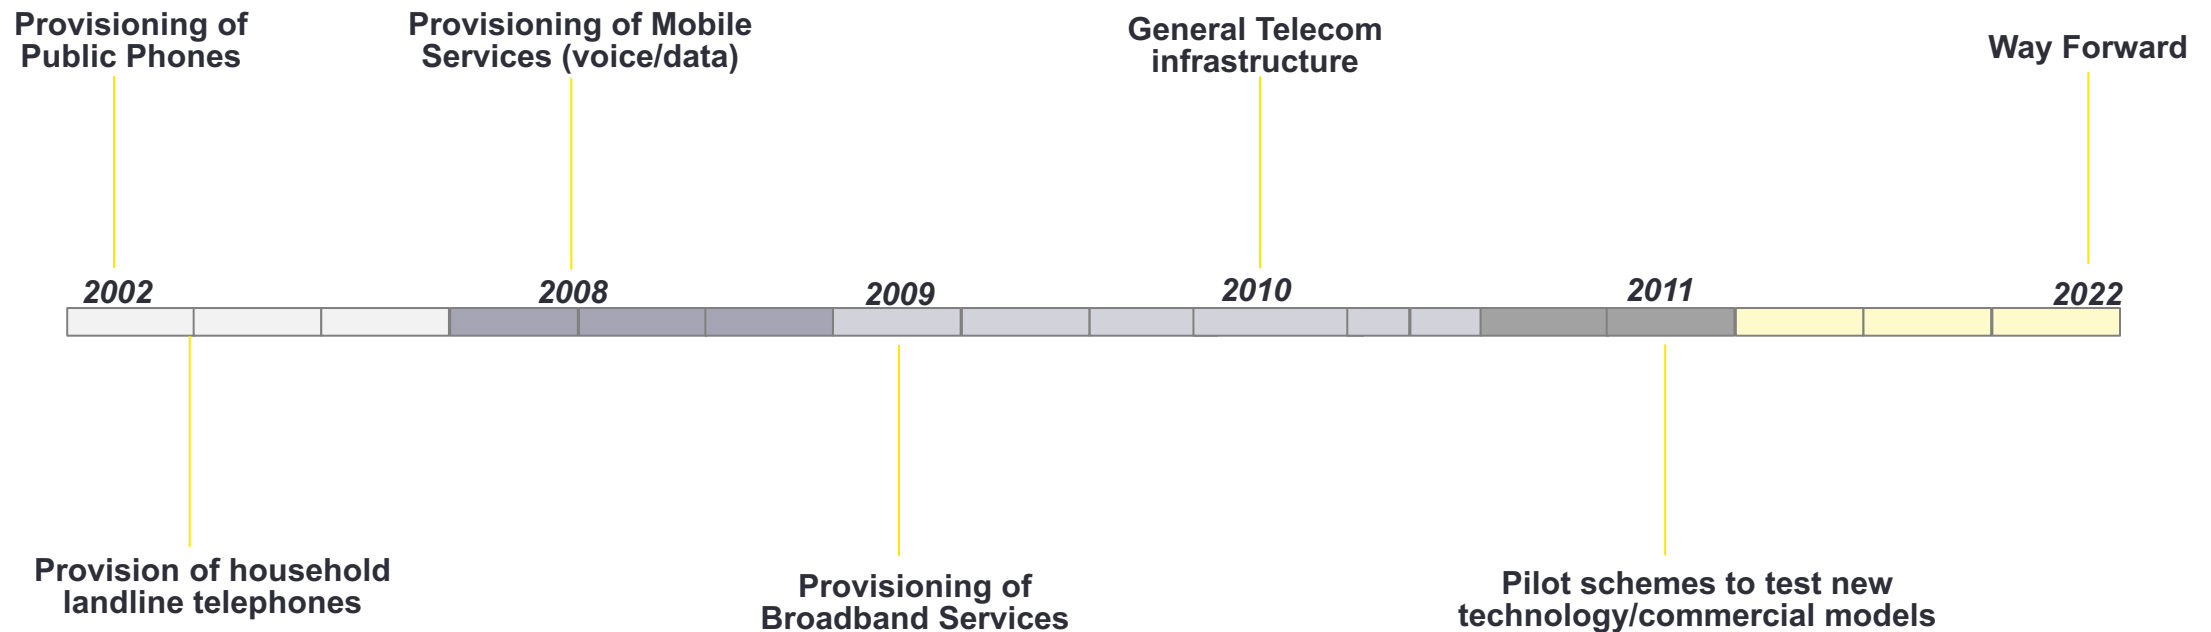 Provisioning of
Public Phones
Provisioning of Mobile
Services (voice/data)
General Telecom
infrastructure
Way Forward
2002
2008
2009
2010
2011
2022
Provision of household
landline telephones
Provisioning of
Broadband Services
Pilot schemes to test new
technology/commercial models